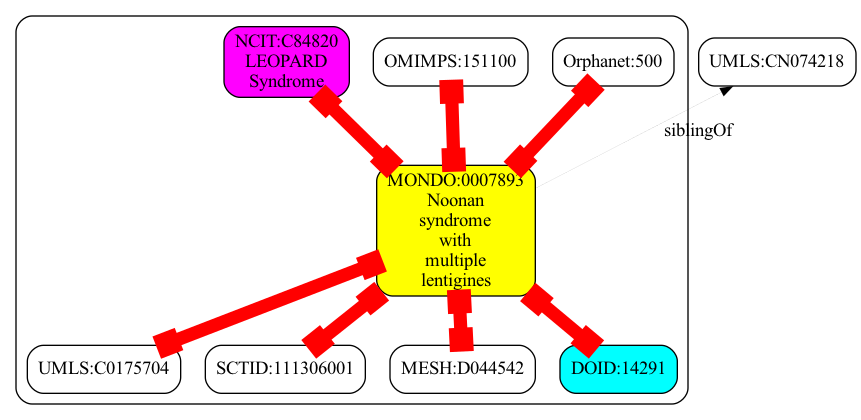 NCIT:C84820
LEOPARD
Syndrome
OMIMPS:151100
Orphanet:500
UMLS:CN074218
siblingOf
MONDO:0007893
Noonan
syndrome
with
multiple
lentigines
UMLS:C0175704
SCTID:111306001
MESH:D044542
DOID:14291